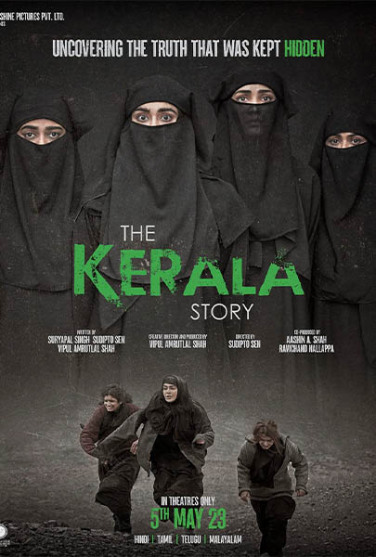 SHINE PICTURES PVT. LTD.
UNCOVERING THE TRUTH THAT WAS KEPT HIDDEN
THE
KERALA
STORY
WRITTEN BY
SURYAPAL SINGH SUDIPTO SEN
VIPUL AMRUTLAL SHAH
CREATIVE DIRECTOR AND PRODUCED BY
VIPUL AMRUTLAL SHAH
DIRECTED BY
SUDIPTO SEN
CO-PRODUCED BY
AASHIN A. SHAH
RAVICHAND NALLAPPA
IN THEATRES ONLY
5TH MAY 23
HINDI | TAMIL | TELUGU | MALAYALAM